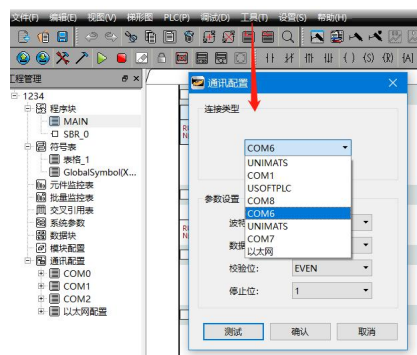 文件(F) 编辑(E) 视图(V) 梯形图 PLC(P) 调试(D) 工具(T) 设置(S) 帮助(H)
( ) (S) (R) [A]
工程管理
1234
程序块
MAIN
SBR_0
符号表
表格_1
GlobalSymbol(X...
元件监控表
批量监控表
交叉引用表
系统参数
数据块
模块配置
通讯配置
COM0
COM1
COM2
以太网配置
通讯配置
连接类型
COM6
UNIMATS
COM1
USOFTPLC
COM8
COM6
UNIMATS
COM7
以太网
参数设置
波特
数据
校验位: EVEN
停止位: 1
测试 确认 取消